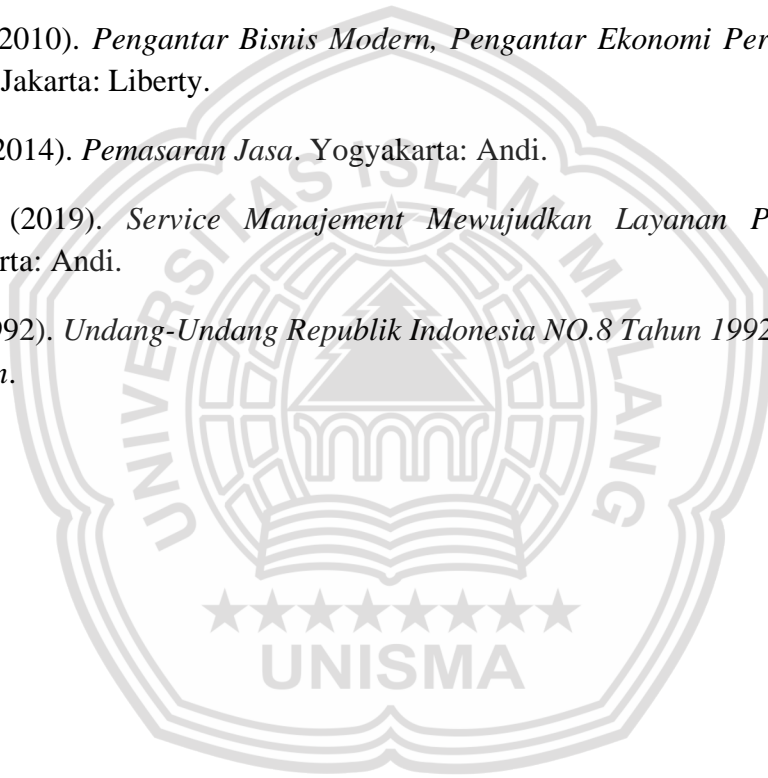 2010). Pengantar Bisnis Modern, Pengantar Ekonomi Per
Jakarta: Liberty.
2014). Pemasaran Jasa. Yogyakarta: Andi.
(2019). Service Manajement Mewujudkan Layanan P
rta: Andi.
992). Undang-Undang Republik Indonesia NO.8 Tahun 1992
n.
UNIVERSITAS ISLAM MALANG
UNISMA